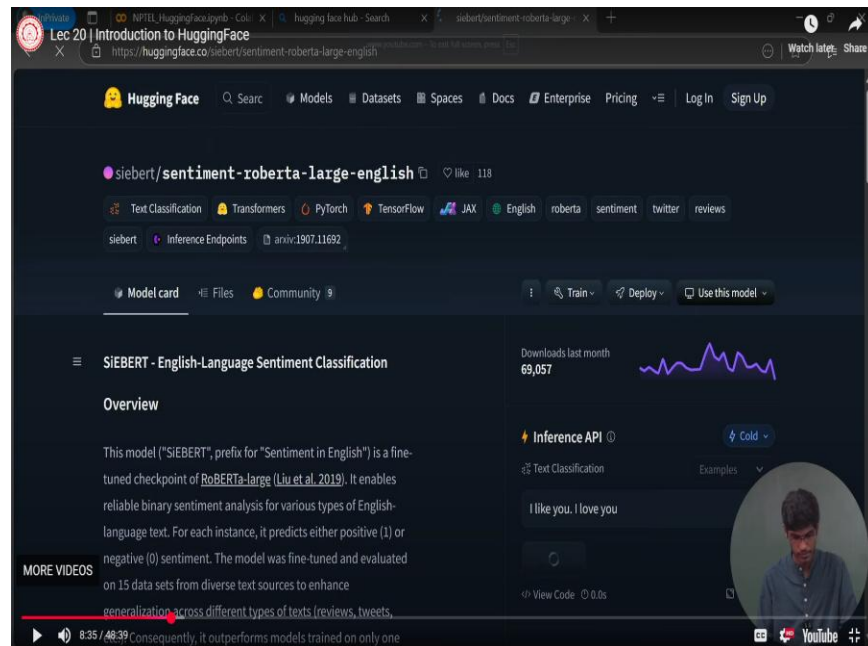 InPrivate
NPTEL_HuggingFace.ipynb - Cola
hugging face hub - Search
siebert/sentiment-roberta-large-
Lec 20 | Introduction to HuggingFace
https://huggingface.co/siebert/sentiment-roberta-large-english
Watch later
Share
Hugging Face Searc Models Datasets Spaces Docs Enterprise Pricing Log In Sign Up
siebert/sentiment-roberta-large-english like 118
Text Classification Transformers PyTorch TensorFlow JAX English roberta sentiment twitter reviews
siebert Inference Endpoints arxiv:1907.11692
Model card Files Community 9 Train Deploy Use this model
SiEBERT - English-Language Sentiment Classification
Overview
This model ("SiEBERT", prefix for "Sentiment in English") is a fine-
tuned checkpoint of RoBERTa-large (Liu et al. 2019). It enables
reliable binary sentiment analysis for various types of English-
language text. For each instance, it predicts either positive (1) or
negative (0) sentiment. The model was fine-tuned and evaluated
on 15 data sets from diverse text sources to enhance
generalization across different types of texts (reviews, tweets,
etc.). Consequently, it outperforms models trained on only one
Downloads last month
69,057
Inference API Cold
Text Classification Examples
I like you. I love you
View Code 0.0s
MORE VIDEOS
8:35 / 48:39
CC HD YouTube